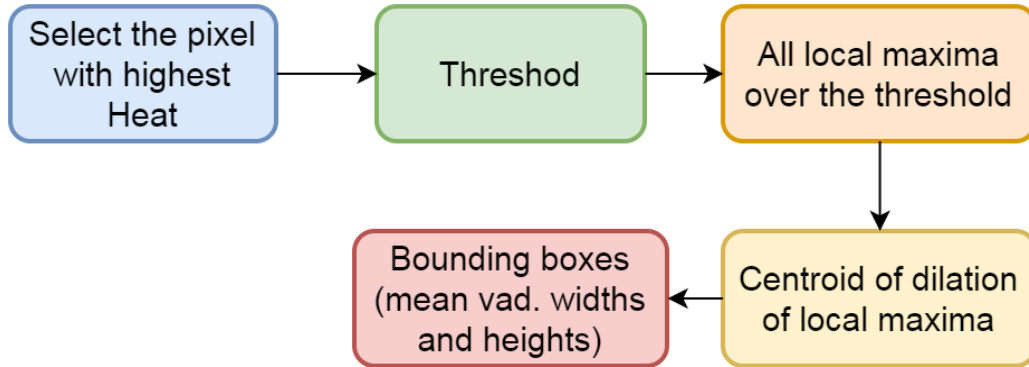 Select the pixel
with highest
Heat
Threshod
All local maxima
over the threshold
Centroid of dilation
of local maxima
Bounding boxes
(mean vad. widths
and heights)